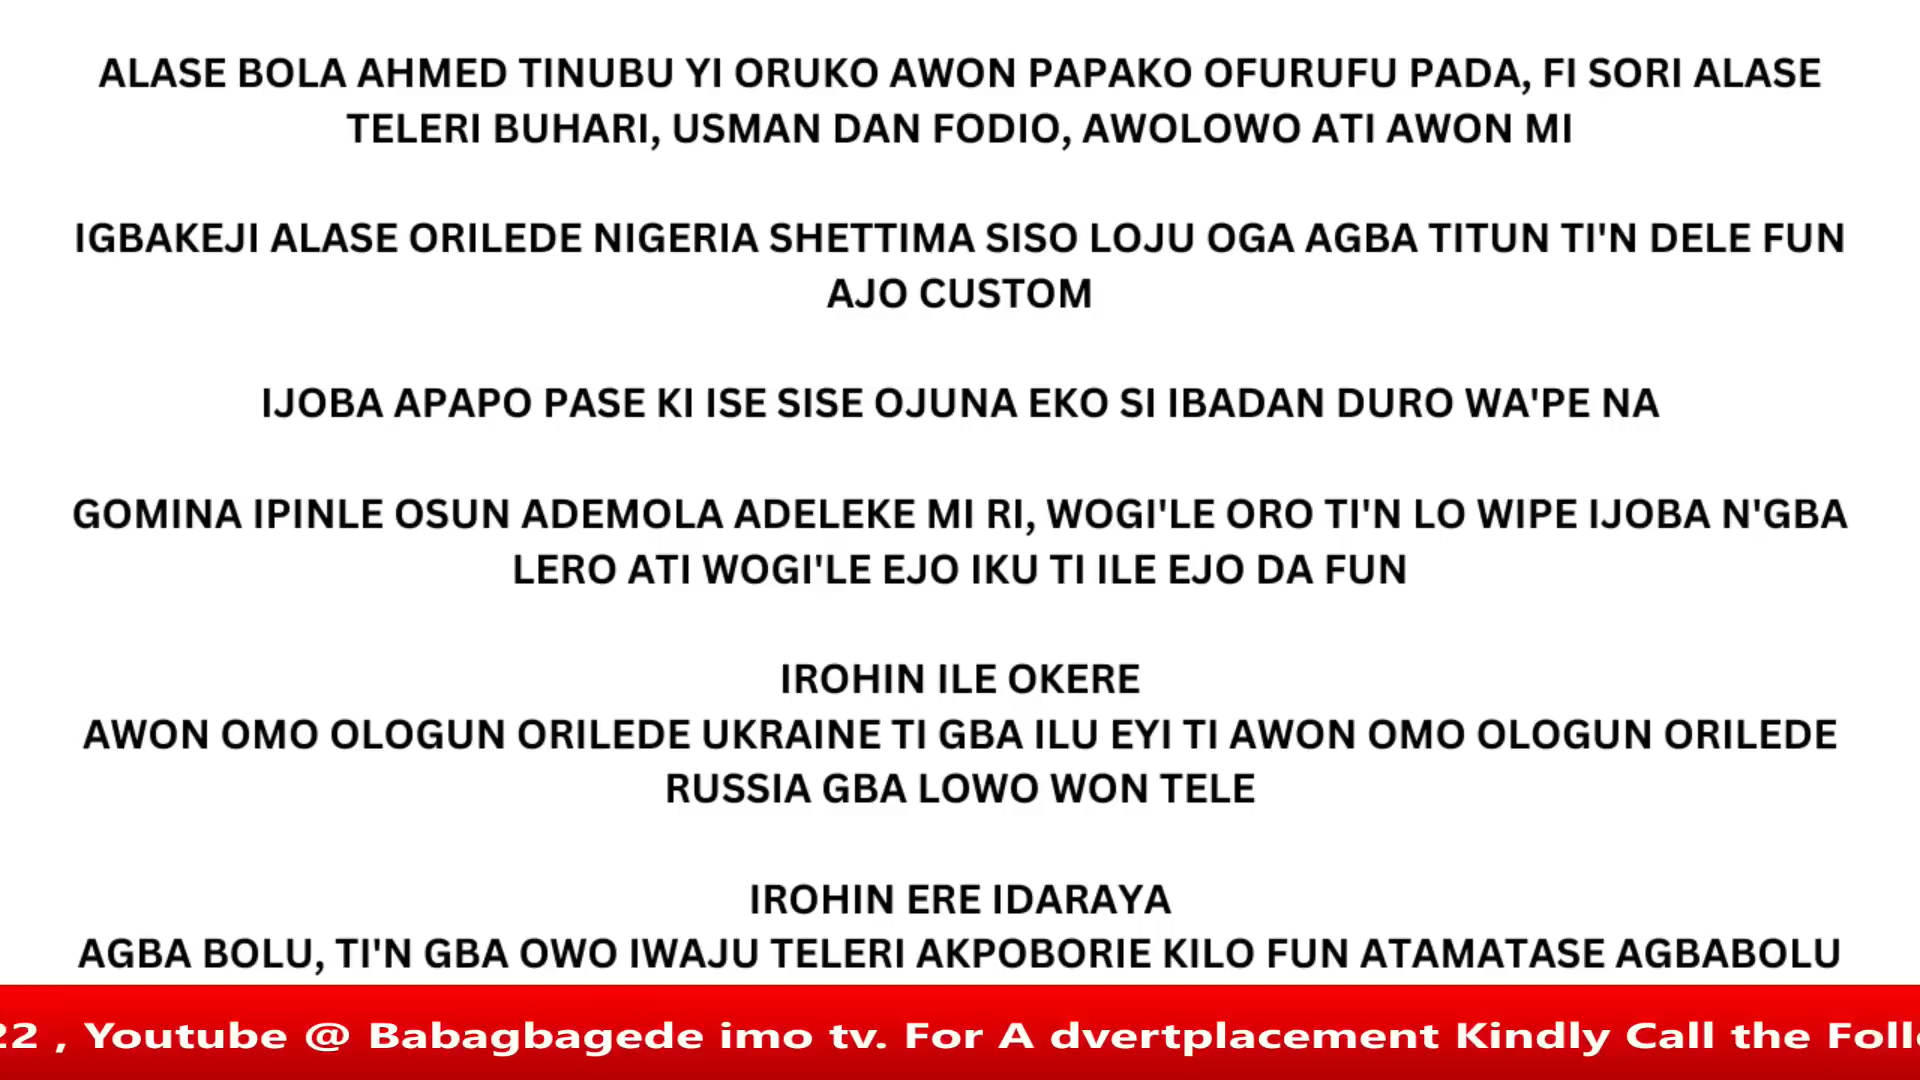 ALASE BOLA AHMED TINUBU YI ORUKO AWON PAPAKO OFURUFU PADA, FI SORI ALASE
TELERI BUHARI, USMAN DAN FODIO, AWOLOWO ATI AWON MI
IGBAKEJI ALASE ORILEDE NIGERIA SHETTIMA SISO LOJU OGA AGBA TITUN TI'N DELE FUN
AJO CUSTOM
IJOBA APAPO PASE KI ISE SISE OJUNA EKO SI IBADAN DURO WA'PE NA
GOMINA IPINLE OSUN ADEMOLA ADELEKE MI RI, WOGI'LE ORO TI'N LO WIPE IJOBA N'GBA
LERO ATI WOGI'LE EJO IKU TI ILE EJO DA FUN
IROHIN ILE OKERE
AWON OMO OLOGUN ORILEDE UKRAINE TI GBA ILU EYI TI AWON OMO OLOGUN ORILEDE
RUSSIA GBA LOWO WON TELE
IROHIN ERE IDARAYA
AGBA BOLU, TI'N GBA OWO IWAJU TELERI AKPOBORIE KILO FUN ATAMATASE AGBABOLU
22 , Youtube @ Babagbagede imo tv. For A dvertplacement Kindly Call the